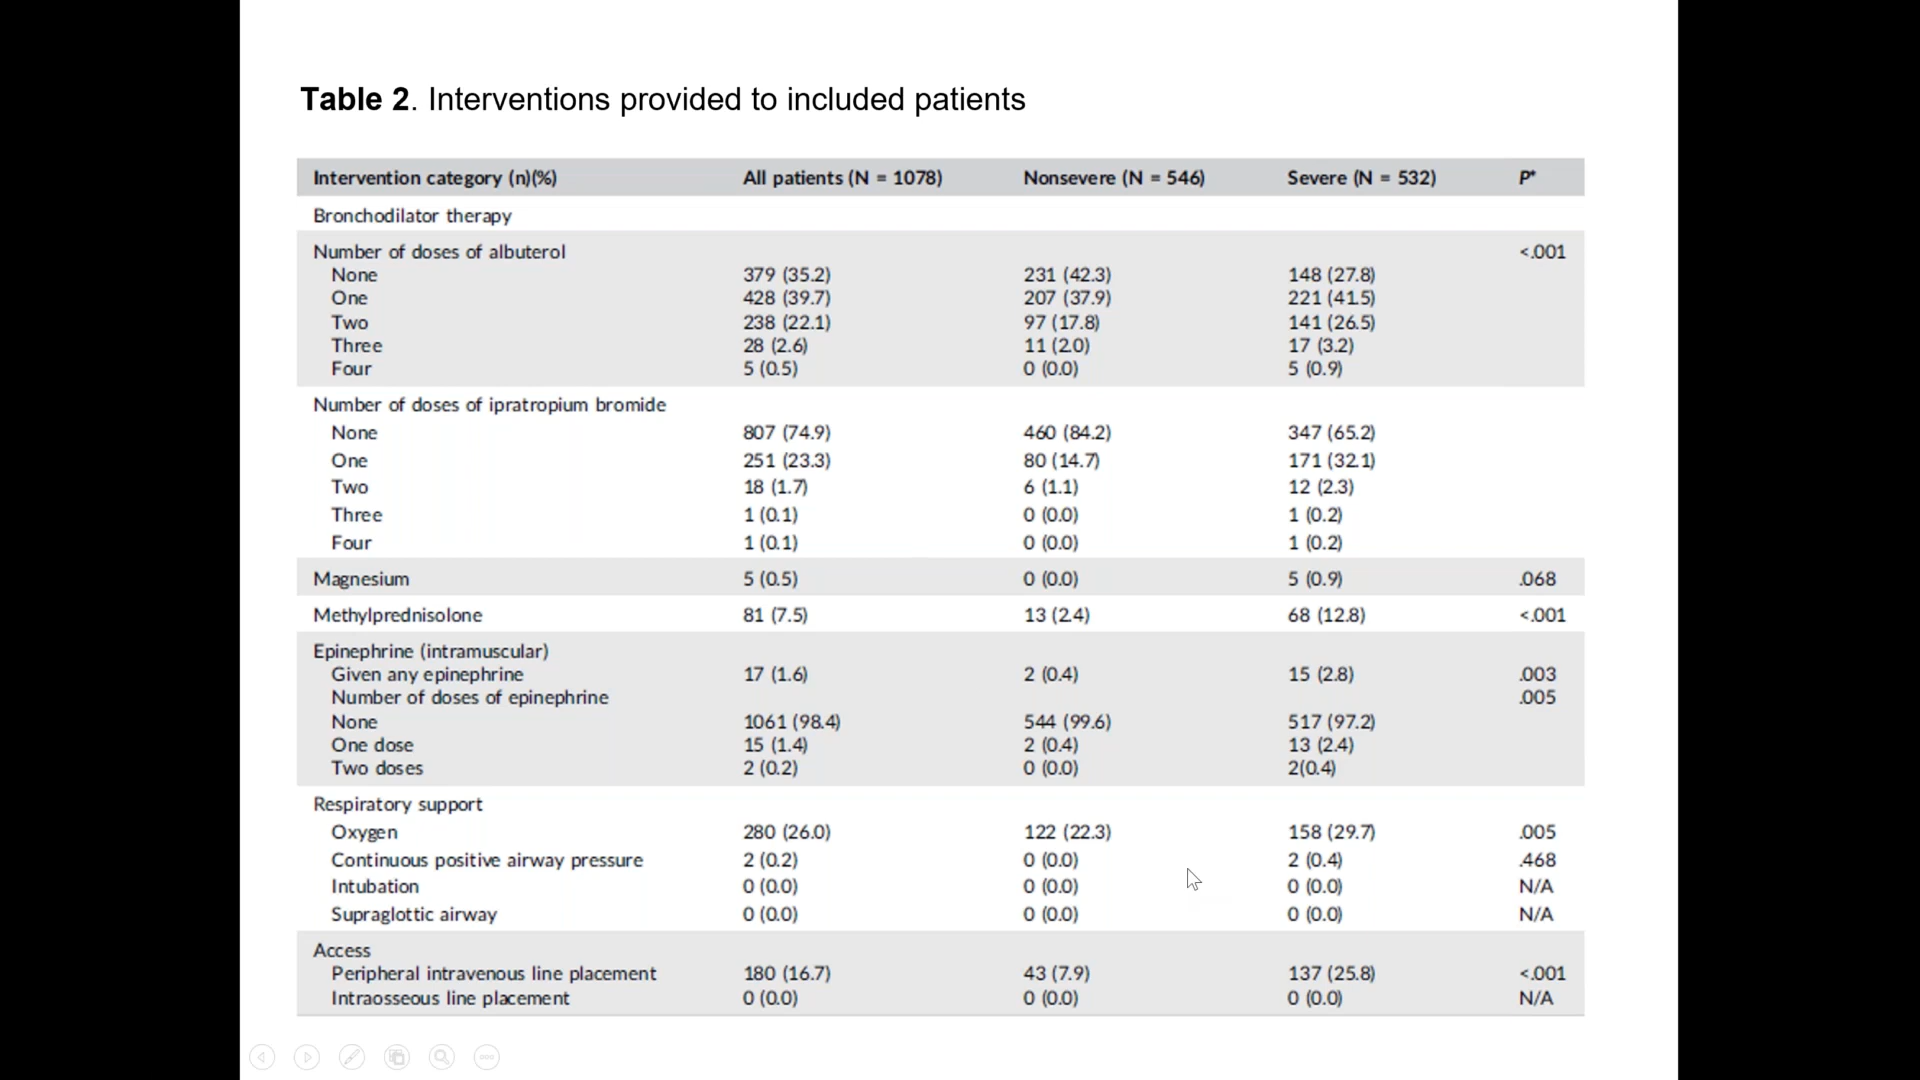 Table 2. Interventions provided to included patients
Intervention category (n)(%) All patients (N = 1078) Nonsevere (N = 546) Severe (N = 532) P*
Bronchodilator therapy
Number of doses of albuterol <.001
None 379 (35.2) 231 (42.3) 148 (27.8)
One 428 (39.7) 207 (37.9) 221 (41.5)
Two 238 (22.1) 97 (17.8) 141 (26.5)
Three 28 (2.6) 11 (2.0) 17 (3.2)
Four 5 (0.5) 0 (0.0) 5 (0.9)
Number of doses of ipratropium bromide
None 807 (74.9) 460 (84.2) 347 (65.2)
One 251 (23.3) 80 (14.7) 171 (32.1)
Two 18 (1.7) 6 (1.1) 12 (2.3)
Three 1 (0.1) 0 (0.0) 1 (0.2)
Four 1 (0.1) 0 (0.0) 1 (0.2)
Magnesium 5 (0.5) 0 (0.0) 5 (0.9) .068
Methylprednisolone 81 (7.5) 13 (2.4) 68 (12.8) <.001
Epinephrine (intramuscular)
Given any epinephrine 17 (1.6) 2 (0.4) 15 (2.8) .003
Number of doses of epinephrine .005
None 1061 (98.4) 544 (99.6) 517 (97.2)
One dose 15 (1.4) 2 (0.4) 13 (2.4)
Two doses 2 (0.2) 0 (0.0) 2(0.4)
Respiratory support
Oxygen 280 (26.0) 122 (22.3) 158 (29.7) .005
Continuous positive airway pressure 2 (0.2) 0 (0.0) 2 (0.4) .468
Intubation 0 (0.0) 0 (0.0) 0 (0.0) N/A
Supraglottic airway 0 (0.0) 0 (0.0) 0 (0.0) N/A
Access
Peripheral intravenous line placement 180 (16.7) 43 (7.9) 137 (25.8) <.001
Intraosseous line placement 0 (0.0) 0 (0.0) 0 (0.0) N/A